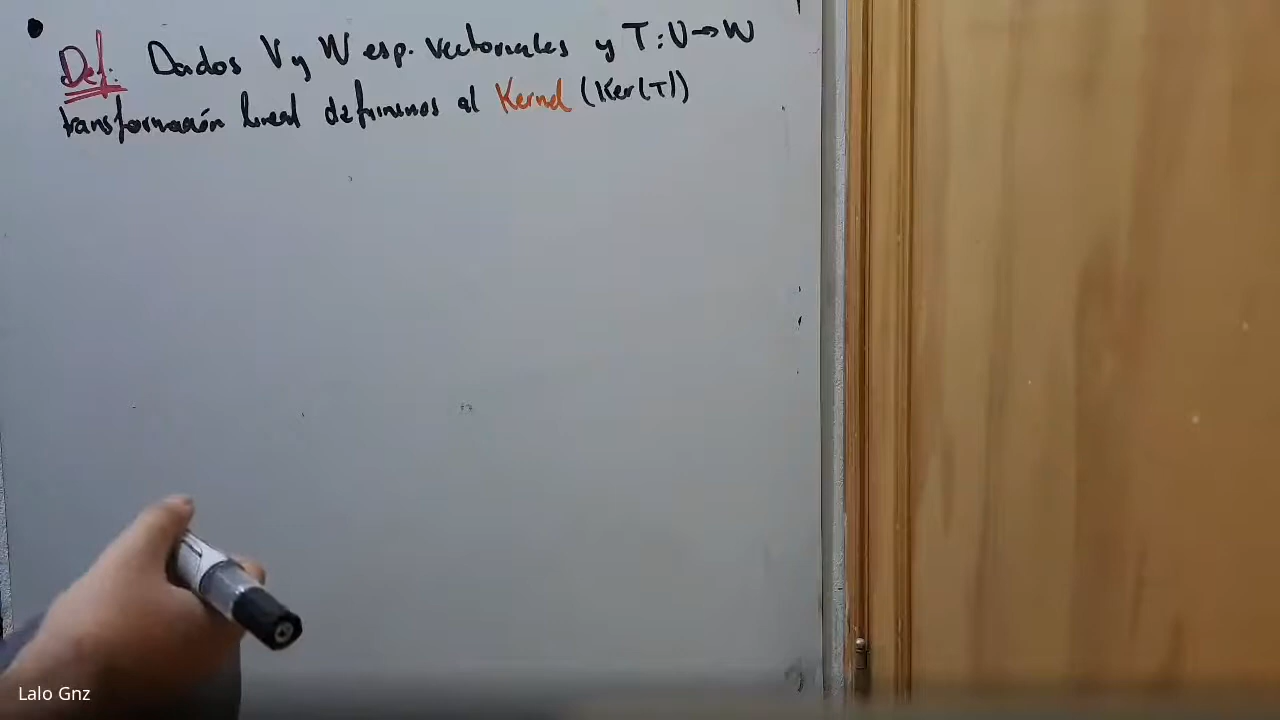 Def: Dados V y W esp. vectoriales y T:V→W
transformación lineal definimos al Kernel (Ker(T))
Lalo Gnz